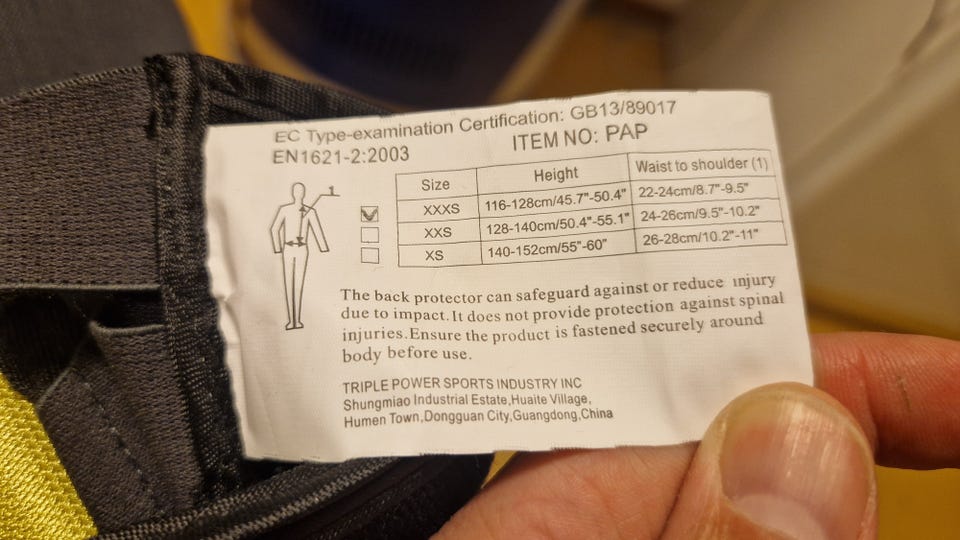 EC Type-examination Certification: GB13/89017
EN1621-2:2003 ITEM NO: PAP
1
Size Height Waist to shoulder (1)
XXXS 116-128cm/45.7"-50.4" 22-24cm/8.7"-9.5"
XXS 128-140cm/50.4"-55.1" 24-26cm/9.5"-10.2"
XS 140-152cm/55"-60" 26-28cm/10.2"-11"
The back protector can safeguard against or reduce injury
due to impact.It does not provide protection against spinal
injuries.Ensure the product is fastened securely around
body before use.
TRIPLE POWER SPORTS INDUSTRY INC
Shungmiao Industrial Estate,Huaite Village,
Humen Town,Dongguan City,Guangdong,China